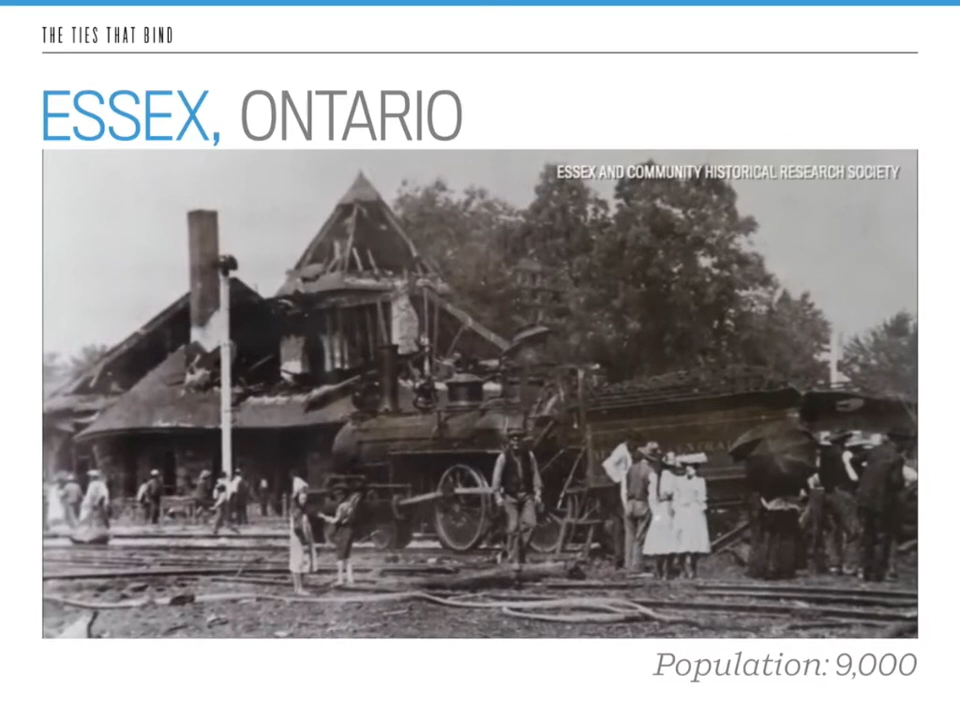 THE TIES THAT BIND
ESSEX, ONTARIO
ESSEX AND COMMUNITY HISTORICAL RESEARCH SOCIETY
Population: 9,000